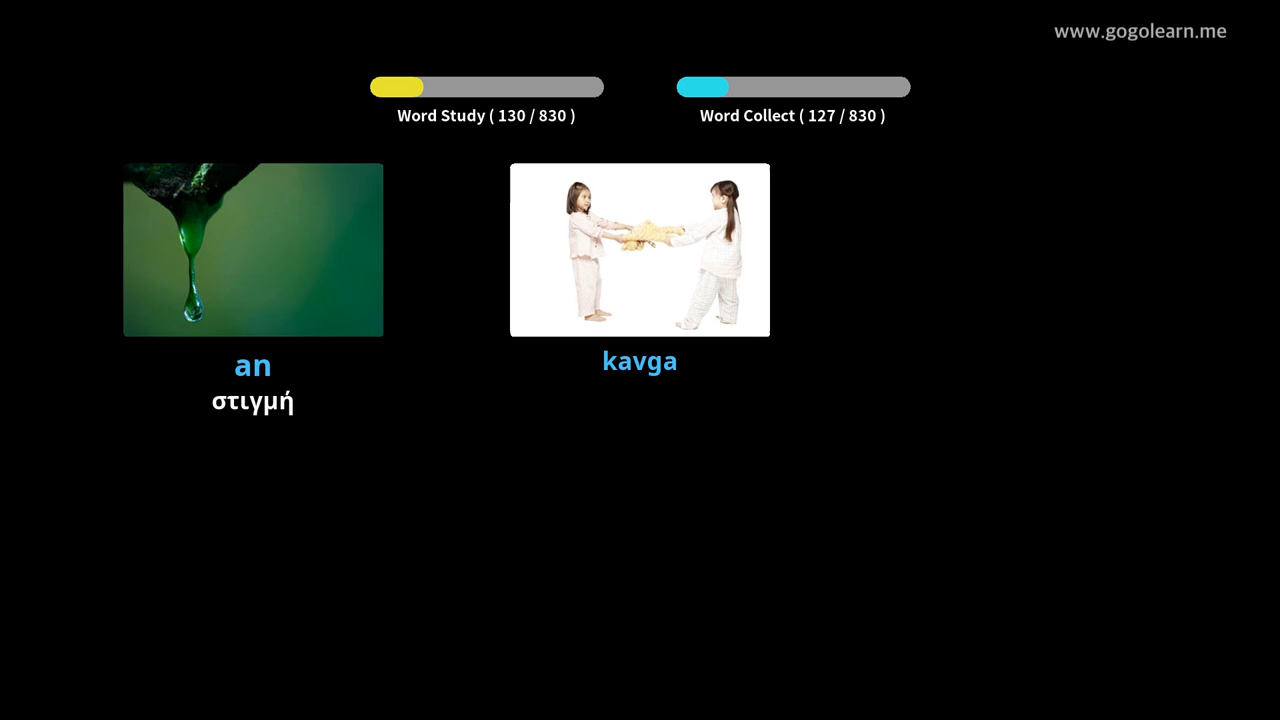 www.gogolearn.me
Word Study ( 130 / 830 )
Word Collect ( 127 / 830 )
an
στιγμή
kavga